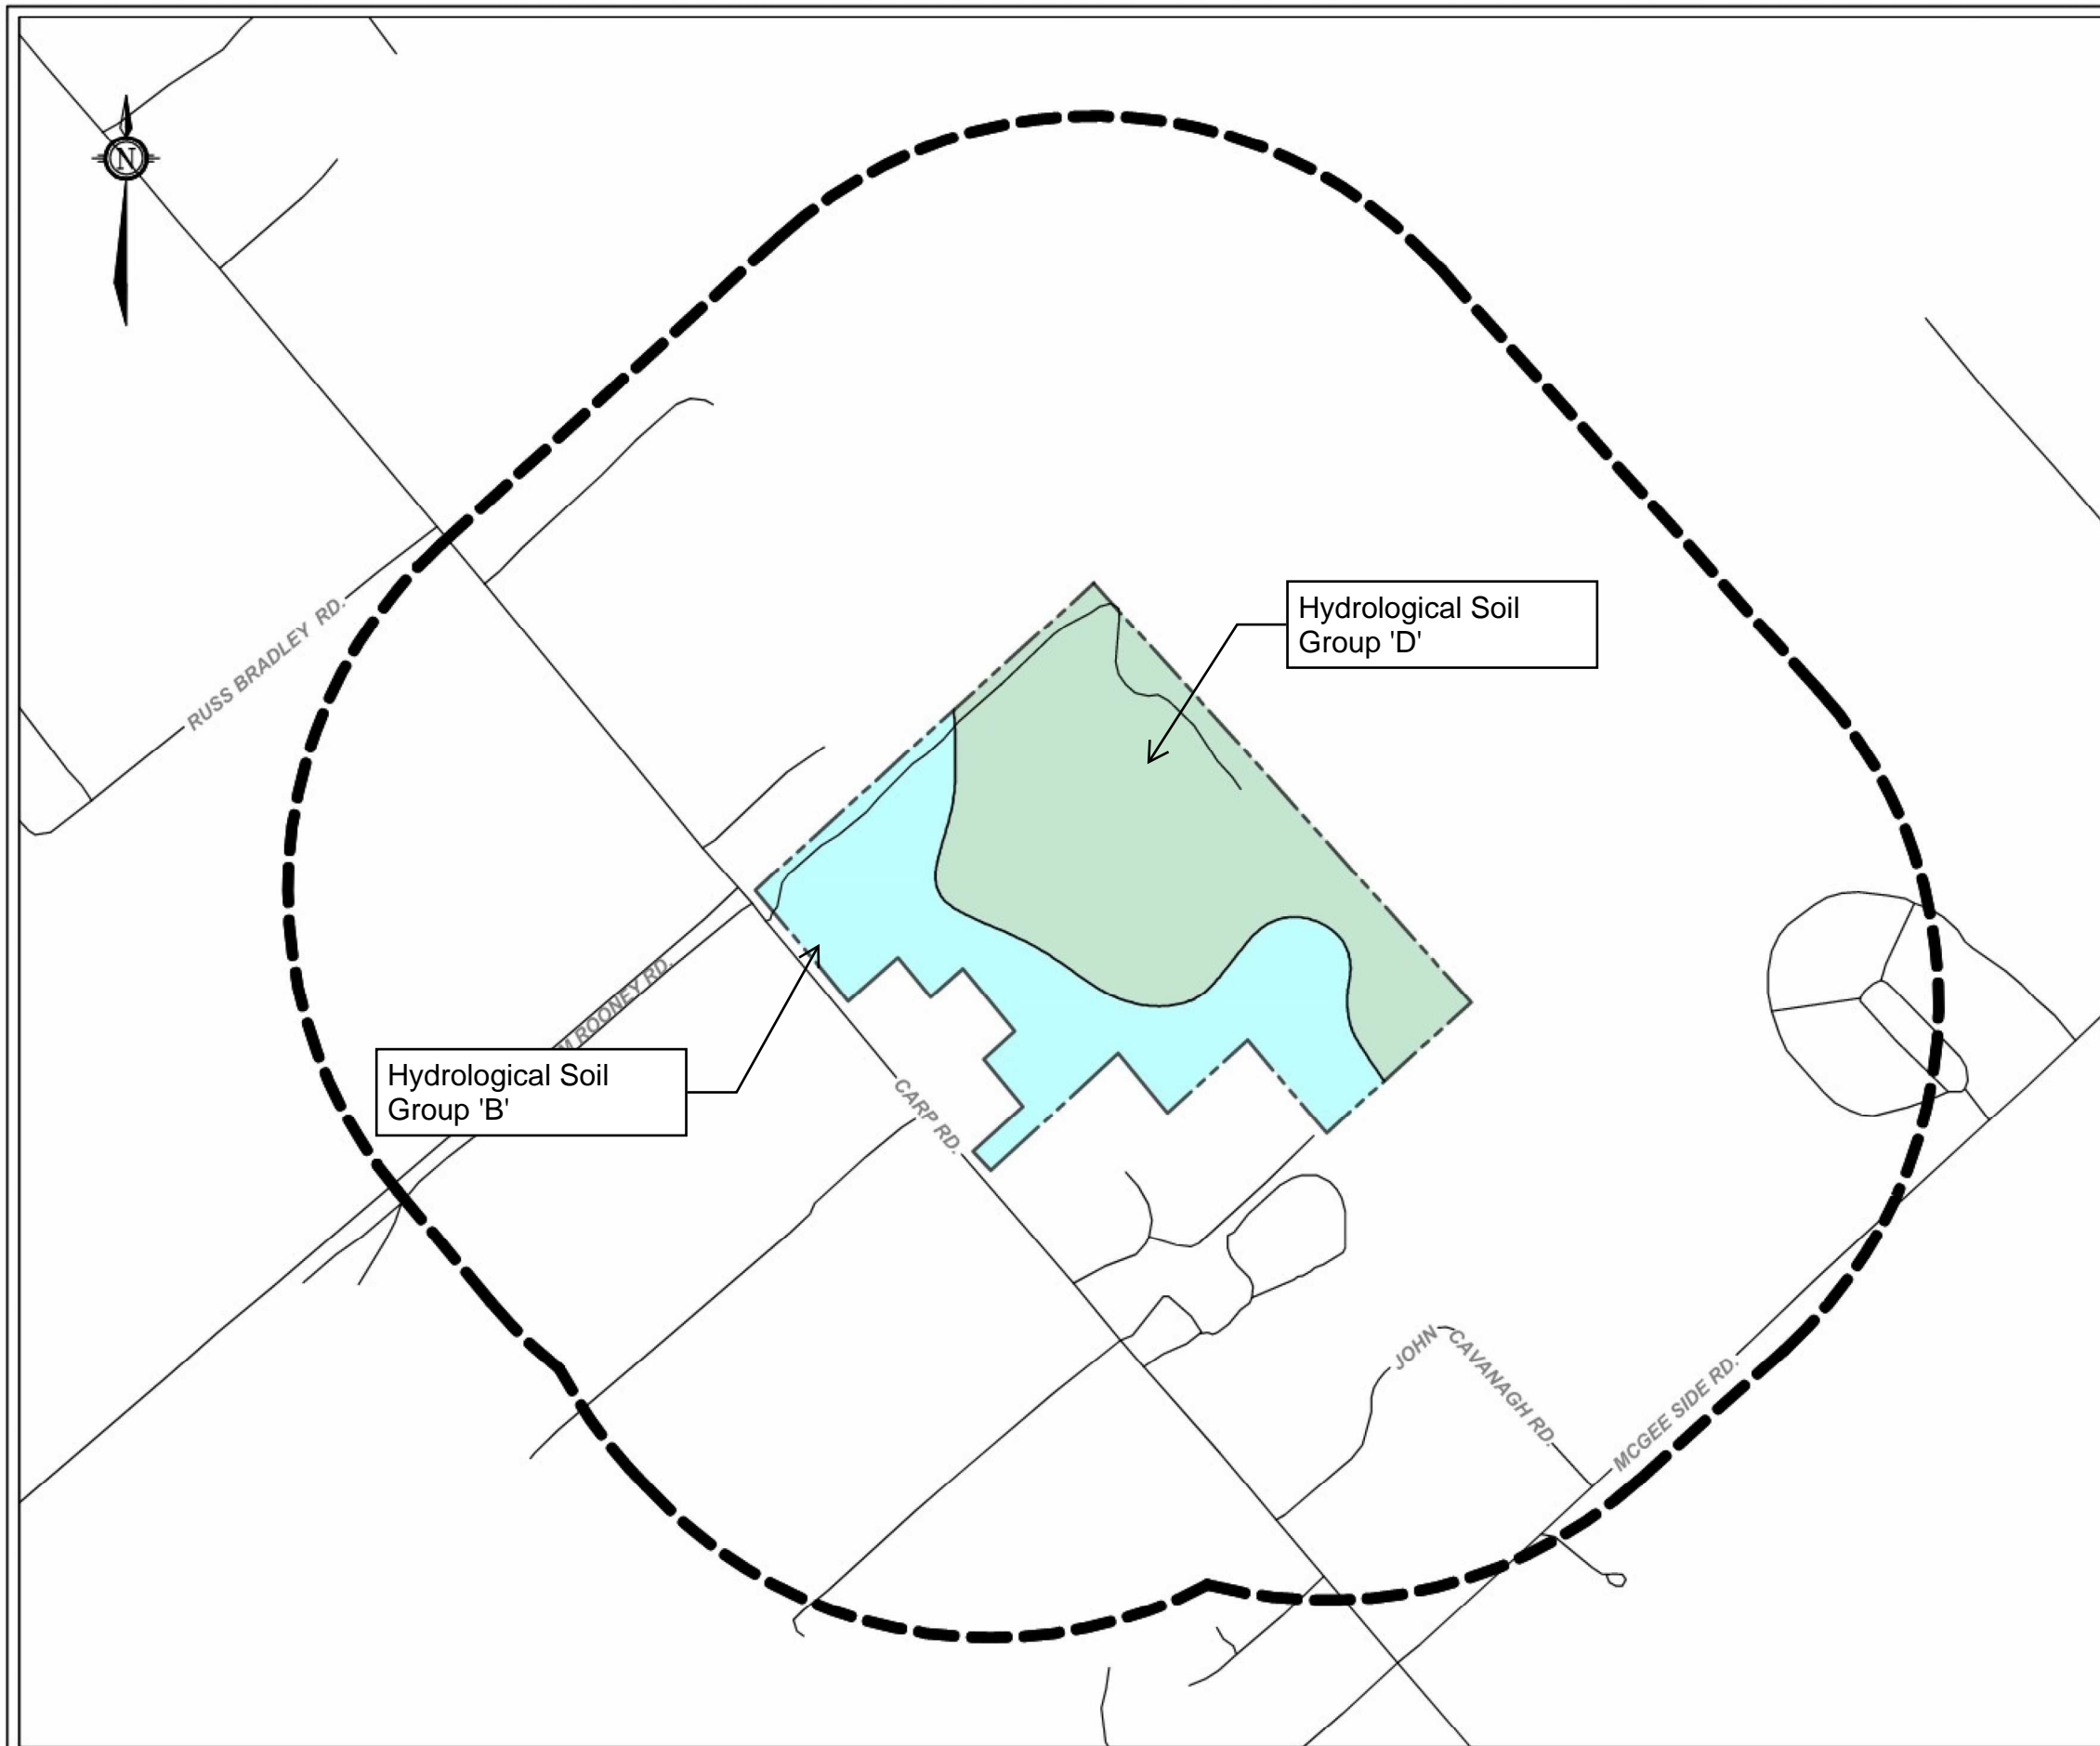 N
Hydrological Soil
Group 'D'
RUSS BRADLEY RD.
ROONEY RD.
Hydrological Soil
Group 'B'
CARP RD.
JOHN CAVANAGH RD.
MCGEE SIDE RD.